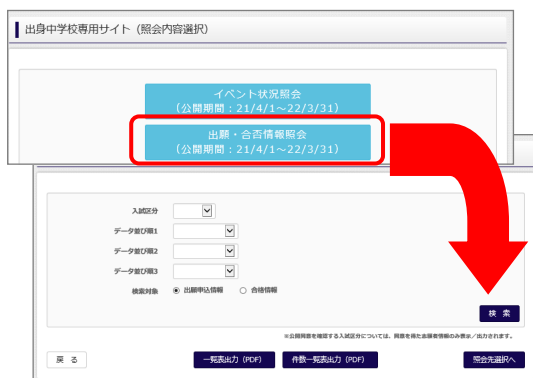 出身中学校専用サイト（照会内容選択）
イベント状況照会
（公開期間：21/4/1～22/3/31）
出願・合否情報照会
（公開期間：21/4/1～22/3/31）
入試区分
データ並び順1
データ並び順2
データ並び順3
検索対象 出願申込情報 合格情報
検 索
※公開同意を確認する入試区分については、同意を得た志願者情報のみ表示／出力されます。
戻 る 一覧表出力（PDF） 件数一覧表出力（PDF） 照会先選択へ